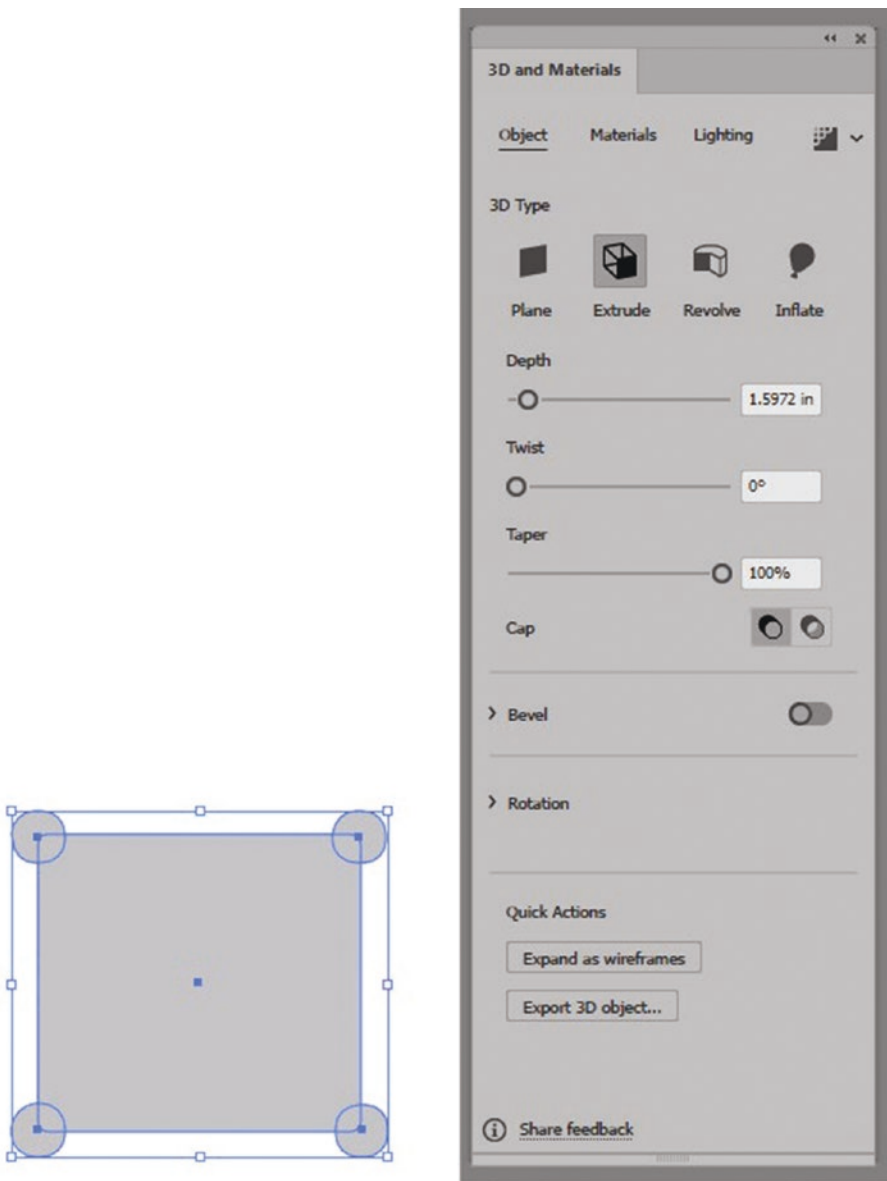 3D and Materials
Object Materials Lighting
3D Type
Plane Extrude Revolve Inflate
Depth
1.5972 in
Twist
0°
Taper
100%
Cap
Bevel
Rotation
Quick Actions
Expand as wireframes
Export 3D object...
Share feedback